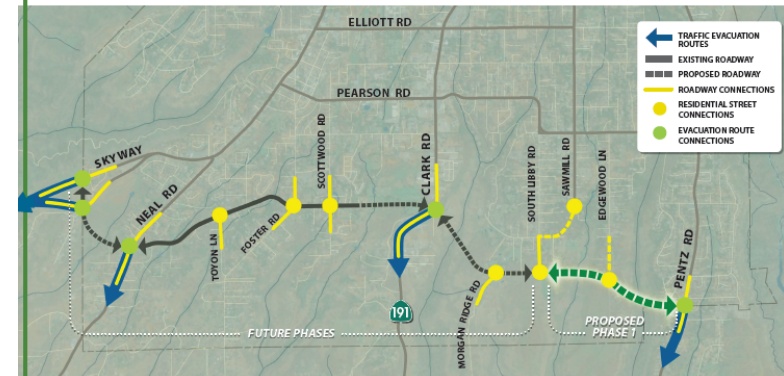 ELLIOTT RD
TRAFFIC EVACUATION
ROUTES
EXISTING ROADWAY
PROPOSED ROADWAY
ROADWAY CONNECTIONS
RESIDENTIAL STREET
CONNECTIONS
EVACUATION ROUTE
CONNECTIONS
PEARSON RD
SKYWAY
NEAL RD
TOYON LN
FOSTER RD
SCOTTWOOD RD
CLARK RD
SOUTH LIBBY RD
SAWMILL RD
EDGEWOOD LN
PENTZ RD
MORGAN RIDGE RD
191
FUTURE PHASES
PROPOSED
PHASE 1